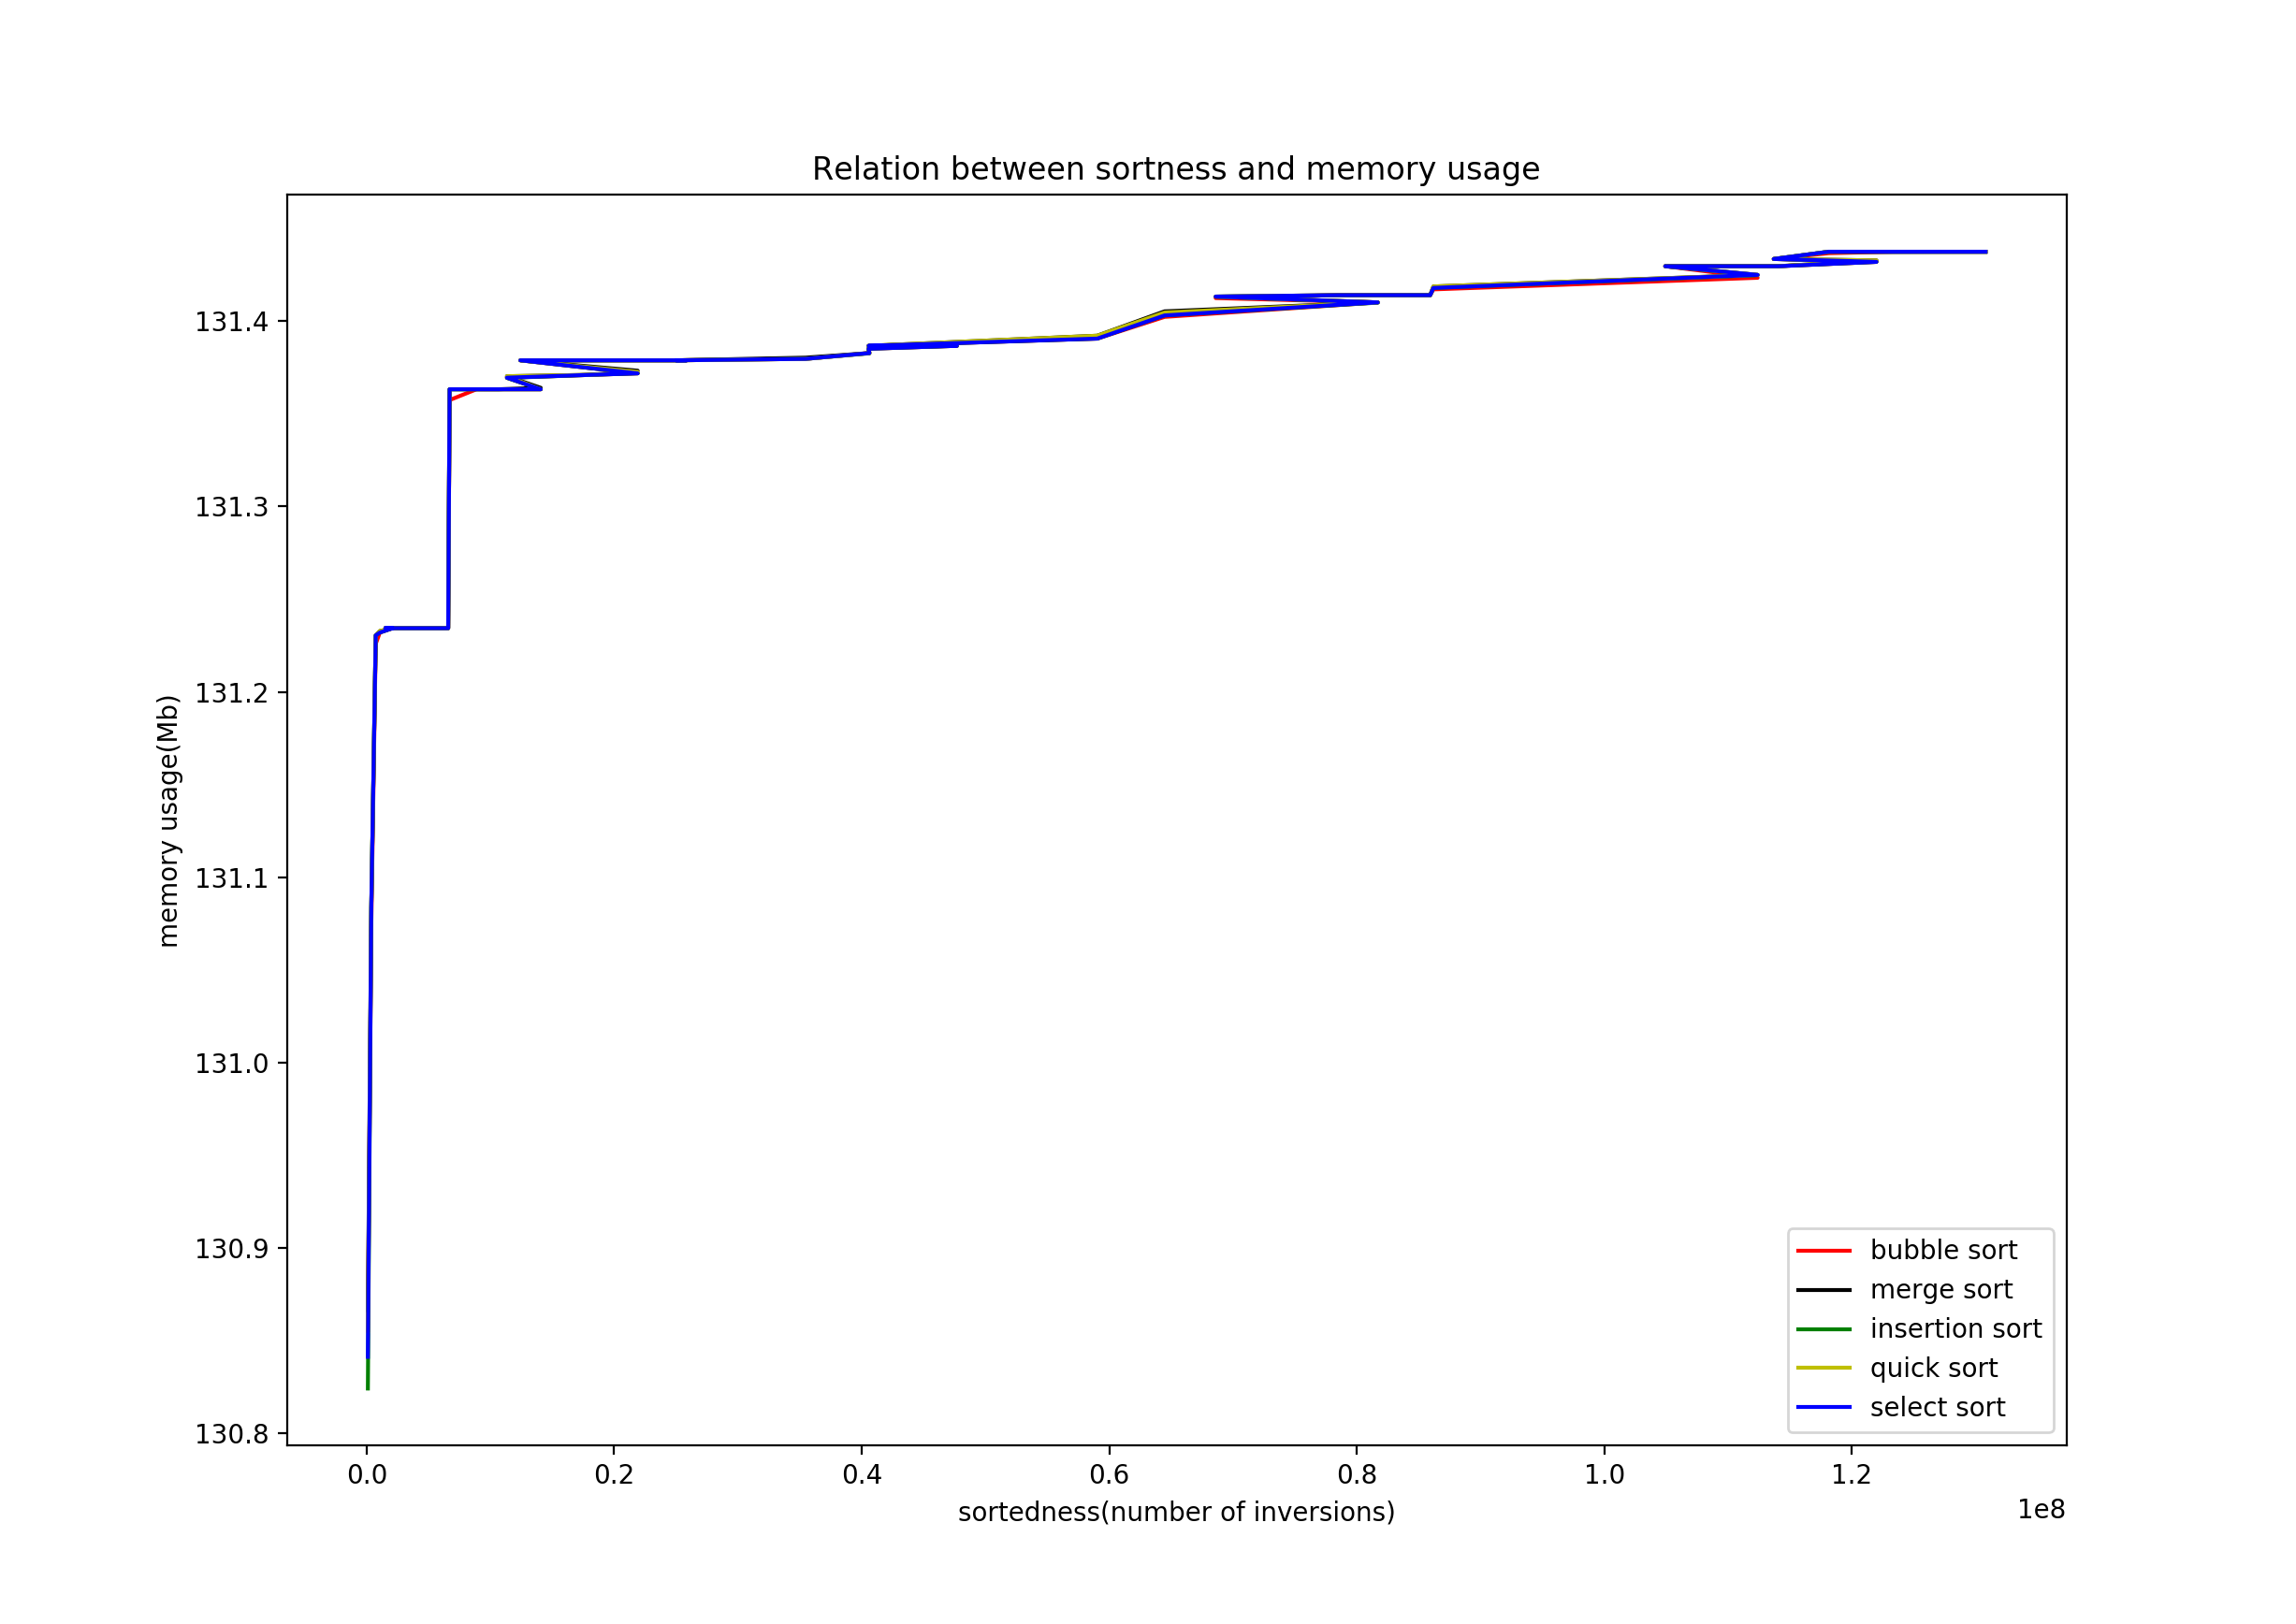 Relation between sortness and memory usage
131.4
131.3
131.2
131.1
131.0
130.9
130.8
memory usage(Mb)
0.0 0.2 0.4 0.6 0.8 1.0 1.2
1e8
sortedness(number of inversions)
bubble sort
merge sort
insertion sort
quick sort
select sort